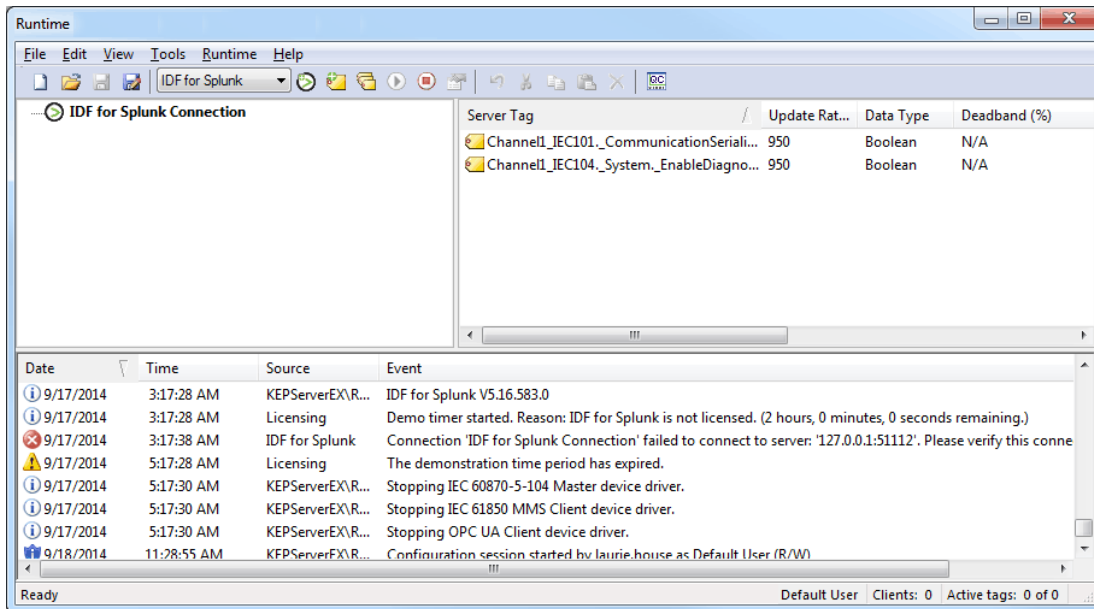 Runtime
File Edit View Tools Runtime Help
IDF for Splunk
QC
IDF for Splunk Connection
Server Tag Update Rat... Data Type Deadband (%)
Channel1_IEC101._CommunicationSeriali... 950 Boolean N/A
Channel1_IEC104._System._EnableDiagno... 950 Boolean N/A
Date Time Source Event
9/17/2014 3:17:28 AM KEPServerEX\R... IDF for Splunk V5.16.583.0
9/17/2014 3:17:28 AM Licensing Demo timer started. Reason: IDF for Splunk is not licensed. (2 hours, 0 minutes, 0 seconds remaining.)
9/17/2014 3:17:38 AM IDF for Splunk Connection 'IDF for Splunk Connection' failed to connect to server: '127.0.0.1:51112'. Please verify this conne
9/17/2014 5:17:28 AM Licensing The demonstration time period has expired.
9/17/2014 5:17:30 AM KEPServerEX\R... Stopping IEC 60870-5-104 Master device driver.
9/17/2014 5:17:30 AM KEPServerEX\R... Stopping IEC 61850 MMS Client device driver.
9/17/2014 5:17:30 AM KEPServerEX\R... Stopping OPC UA Client device driver.
9/18/2014 11:28:55 AM KEPServerEX\R... Configuration session started by laurie.house as Default User (R/W)
Ready Default User Clients: 0 Active tags: 0 of 0